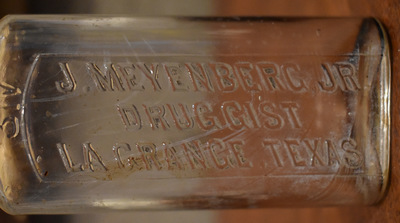 J. MEYENBERG, JR
DRUGGIST
LA GRANGE, TEXAS